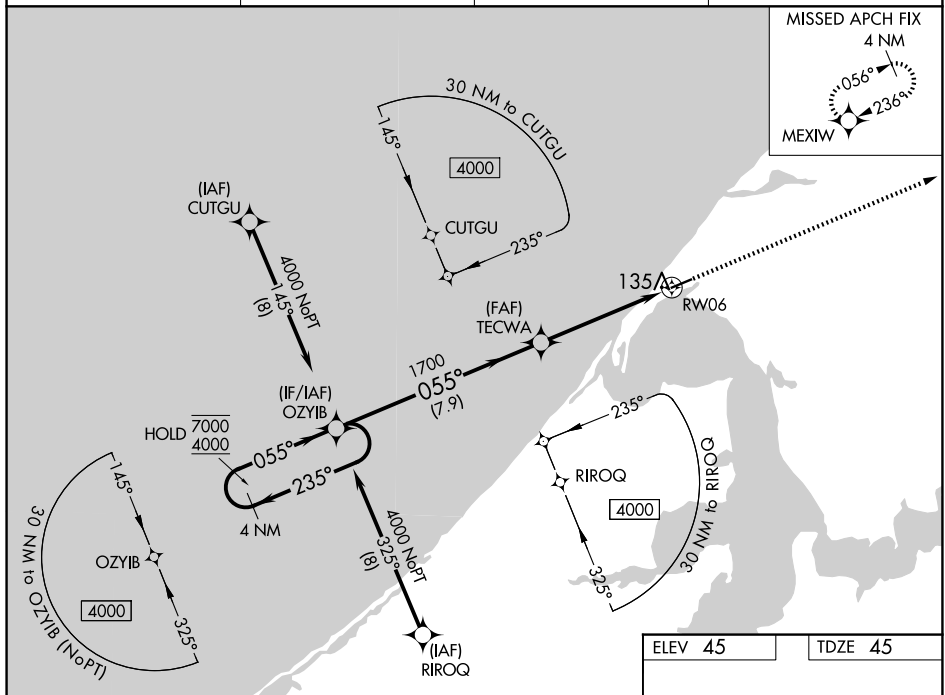 MISSED APCH FIX
4 NM
056°
236°
MEXIW
30 NM to CUTGU
145°
4000
CUTGU
235°
(IAF)
CUTGU
4000 NoPT
145°
(8)
135
RW06
(FAF)
TECWA
1700
055°
(7.9)
(IF/IAF)
OZYIB
HOLD 7000
4000
055°
235°
4 NM
235°
RIROQ
4000
325°
30 NM to RIROQ
145°
OZYIB
4000
325°
30 NM to OZYIB (NoPT)
4000 NoPT
325°
(8)
(IAF)
RIROQ
ELEV 45
TDZE 45